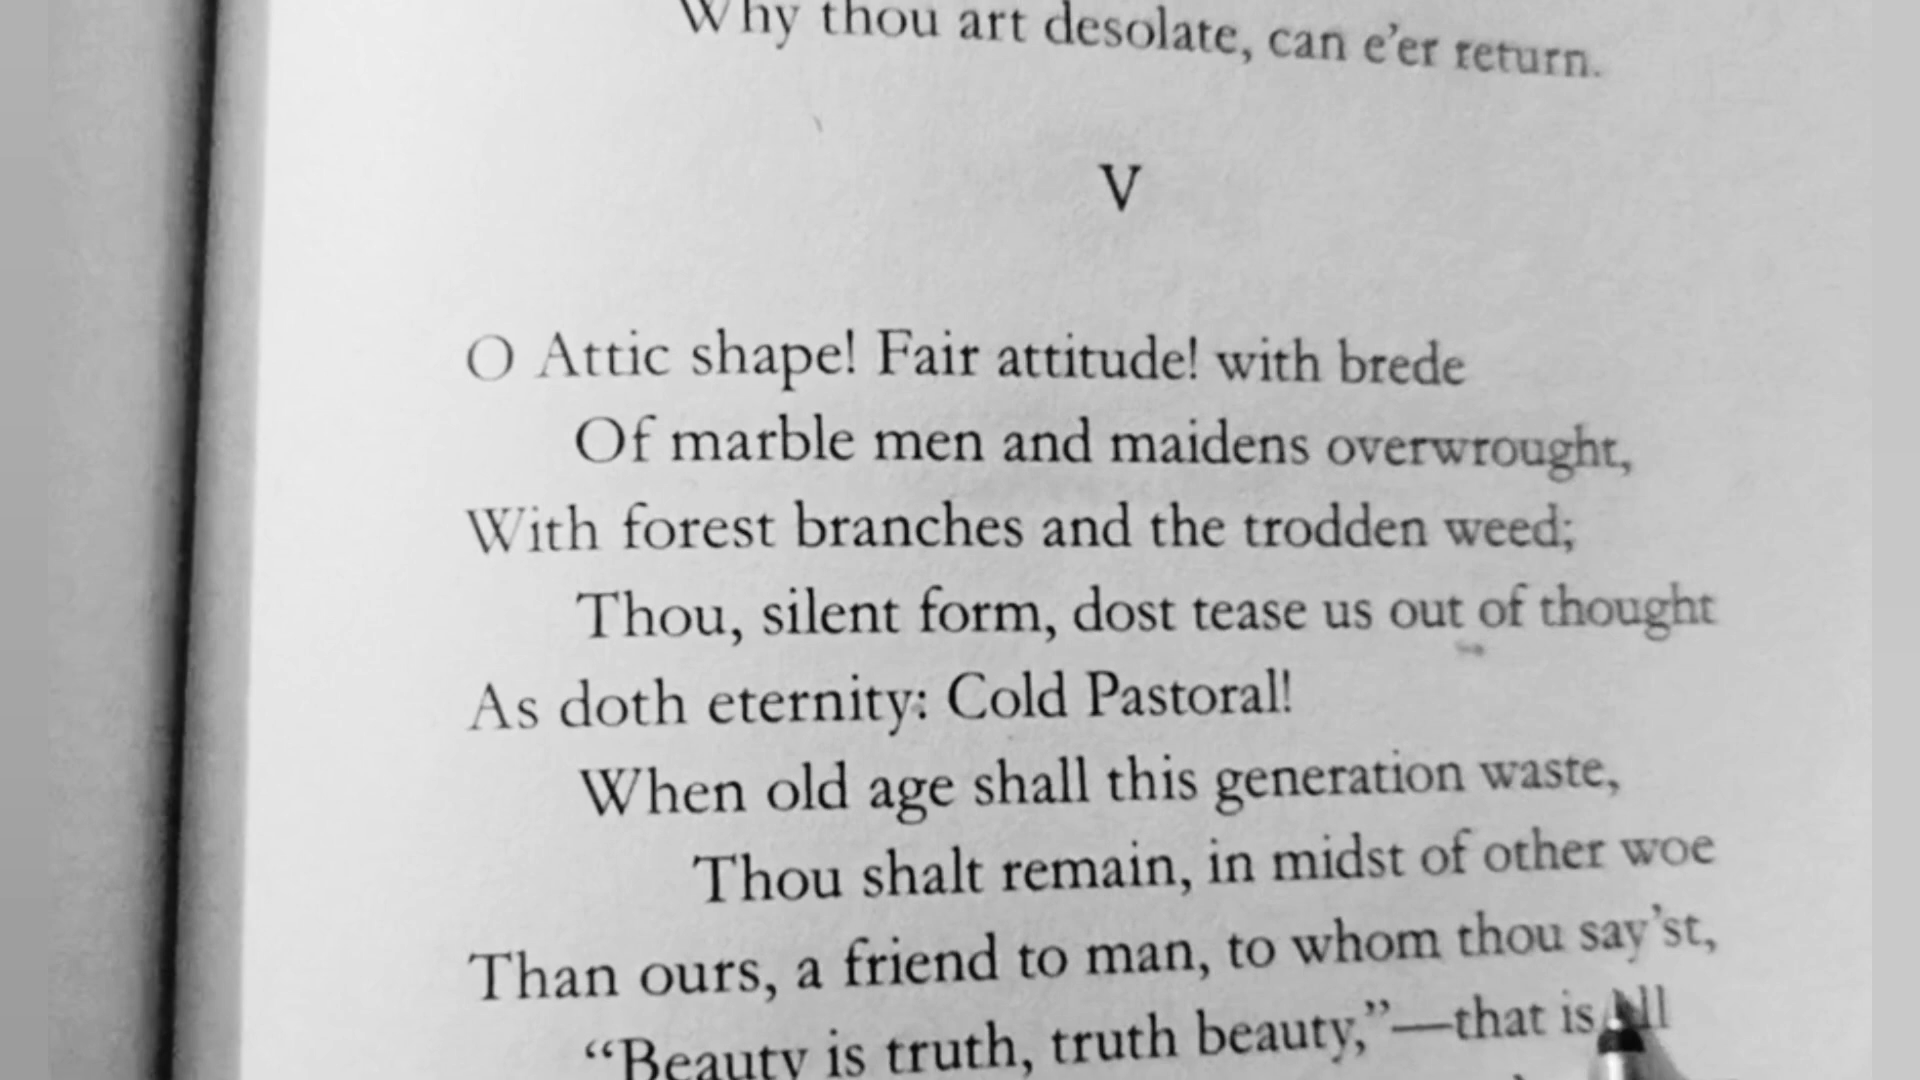 Why thou art desolate, can e'er return.
V
O Attic shape! Fair attitude! with brede
Of marble men and maidens overwrought,
With forest branches and the trodden weed;
Thou, silent form, dost tease us out of thought
As doth eternity: Cold Pastoral!
When old age shall this generation waste,
Thou shalt remain, in midst of other woe
Than ours, a friend to man, to whom thou say'st,
“Beauty is truth, truth beauty,”—that is all